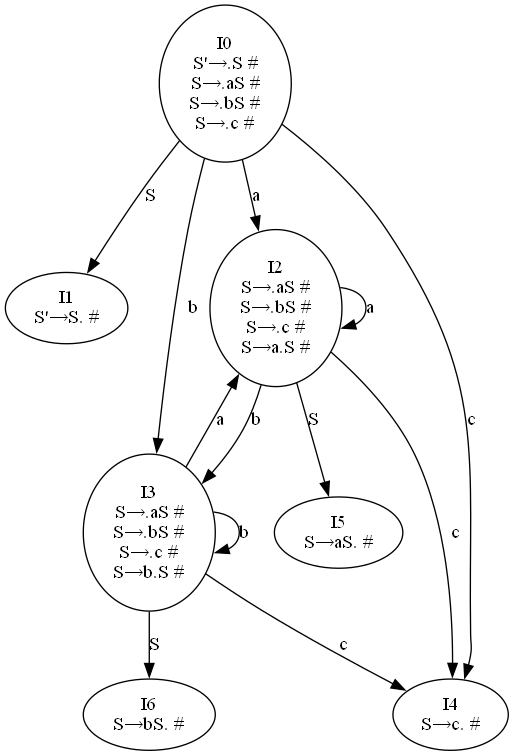 I0
S'→.S #
S→.aS #
S→.bS #
S→.c #
S
a
b
c
I1
S'→S. #
I2
S→.aS #
S→.bS #
S→.c #
S→a.S #
a
a
b
S
c
I3
S→.aS #
S→.bS #
S→.c #
S→b.S #
b
I5
S→aS. #
S
c
I6
S→bS. #
I4
S→c. #